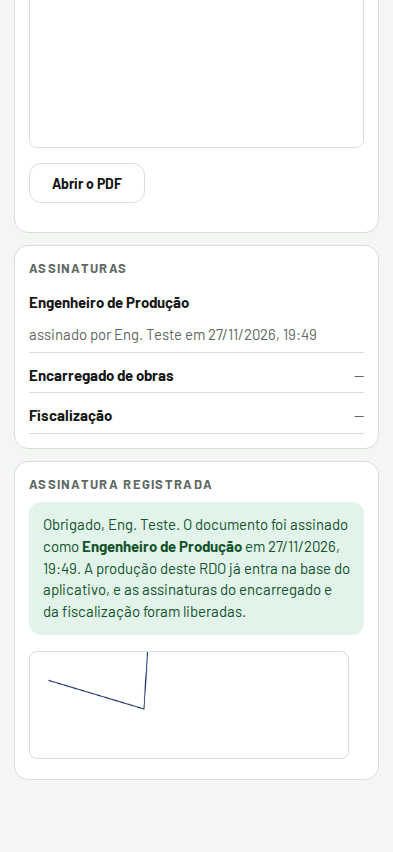 Abrir o PDF
ASSINATURAS
Engenheiro de Produção
assinado por Eng. Teste em 27/11/2026, 19:49
Encarregado de obras —
Fiscalização —
ASSINATURA REGISTRADA
Obrigado, Eng. Teste. O documento foi assinado
como Engenheiro de Produção em 27/11/2026,
19:49. A produção deste RDO já entra na base do
aplicativo, e as assinaturas do encarregado e
da fiscalização foram liberadas.